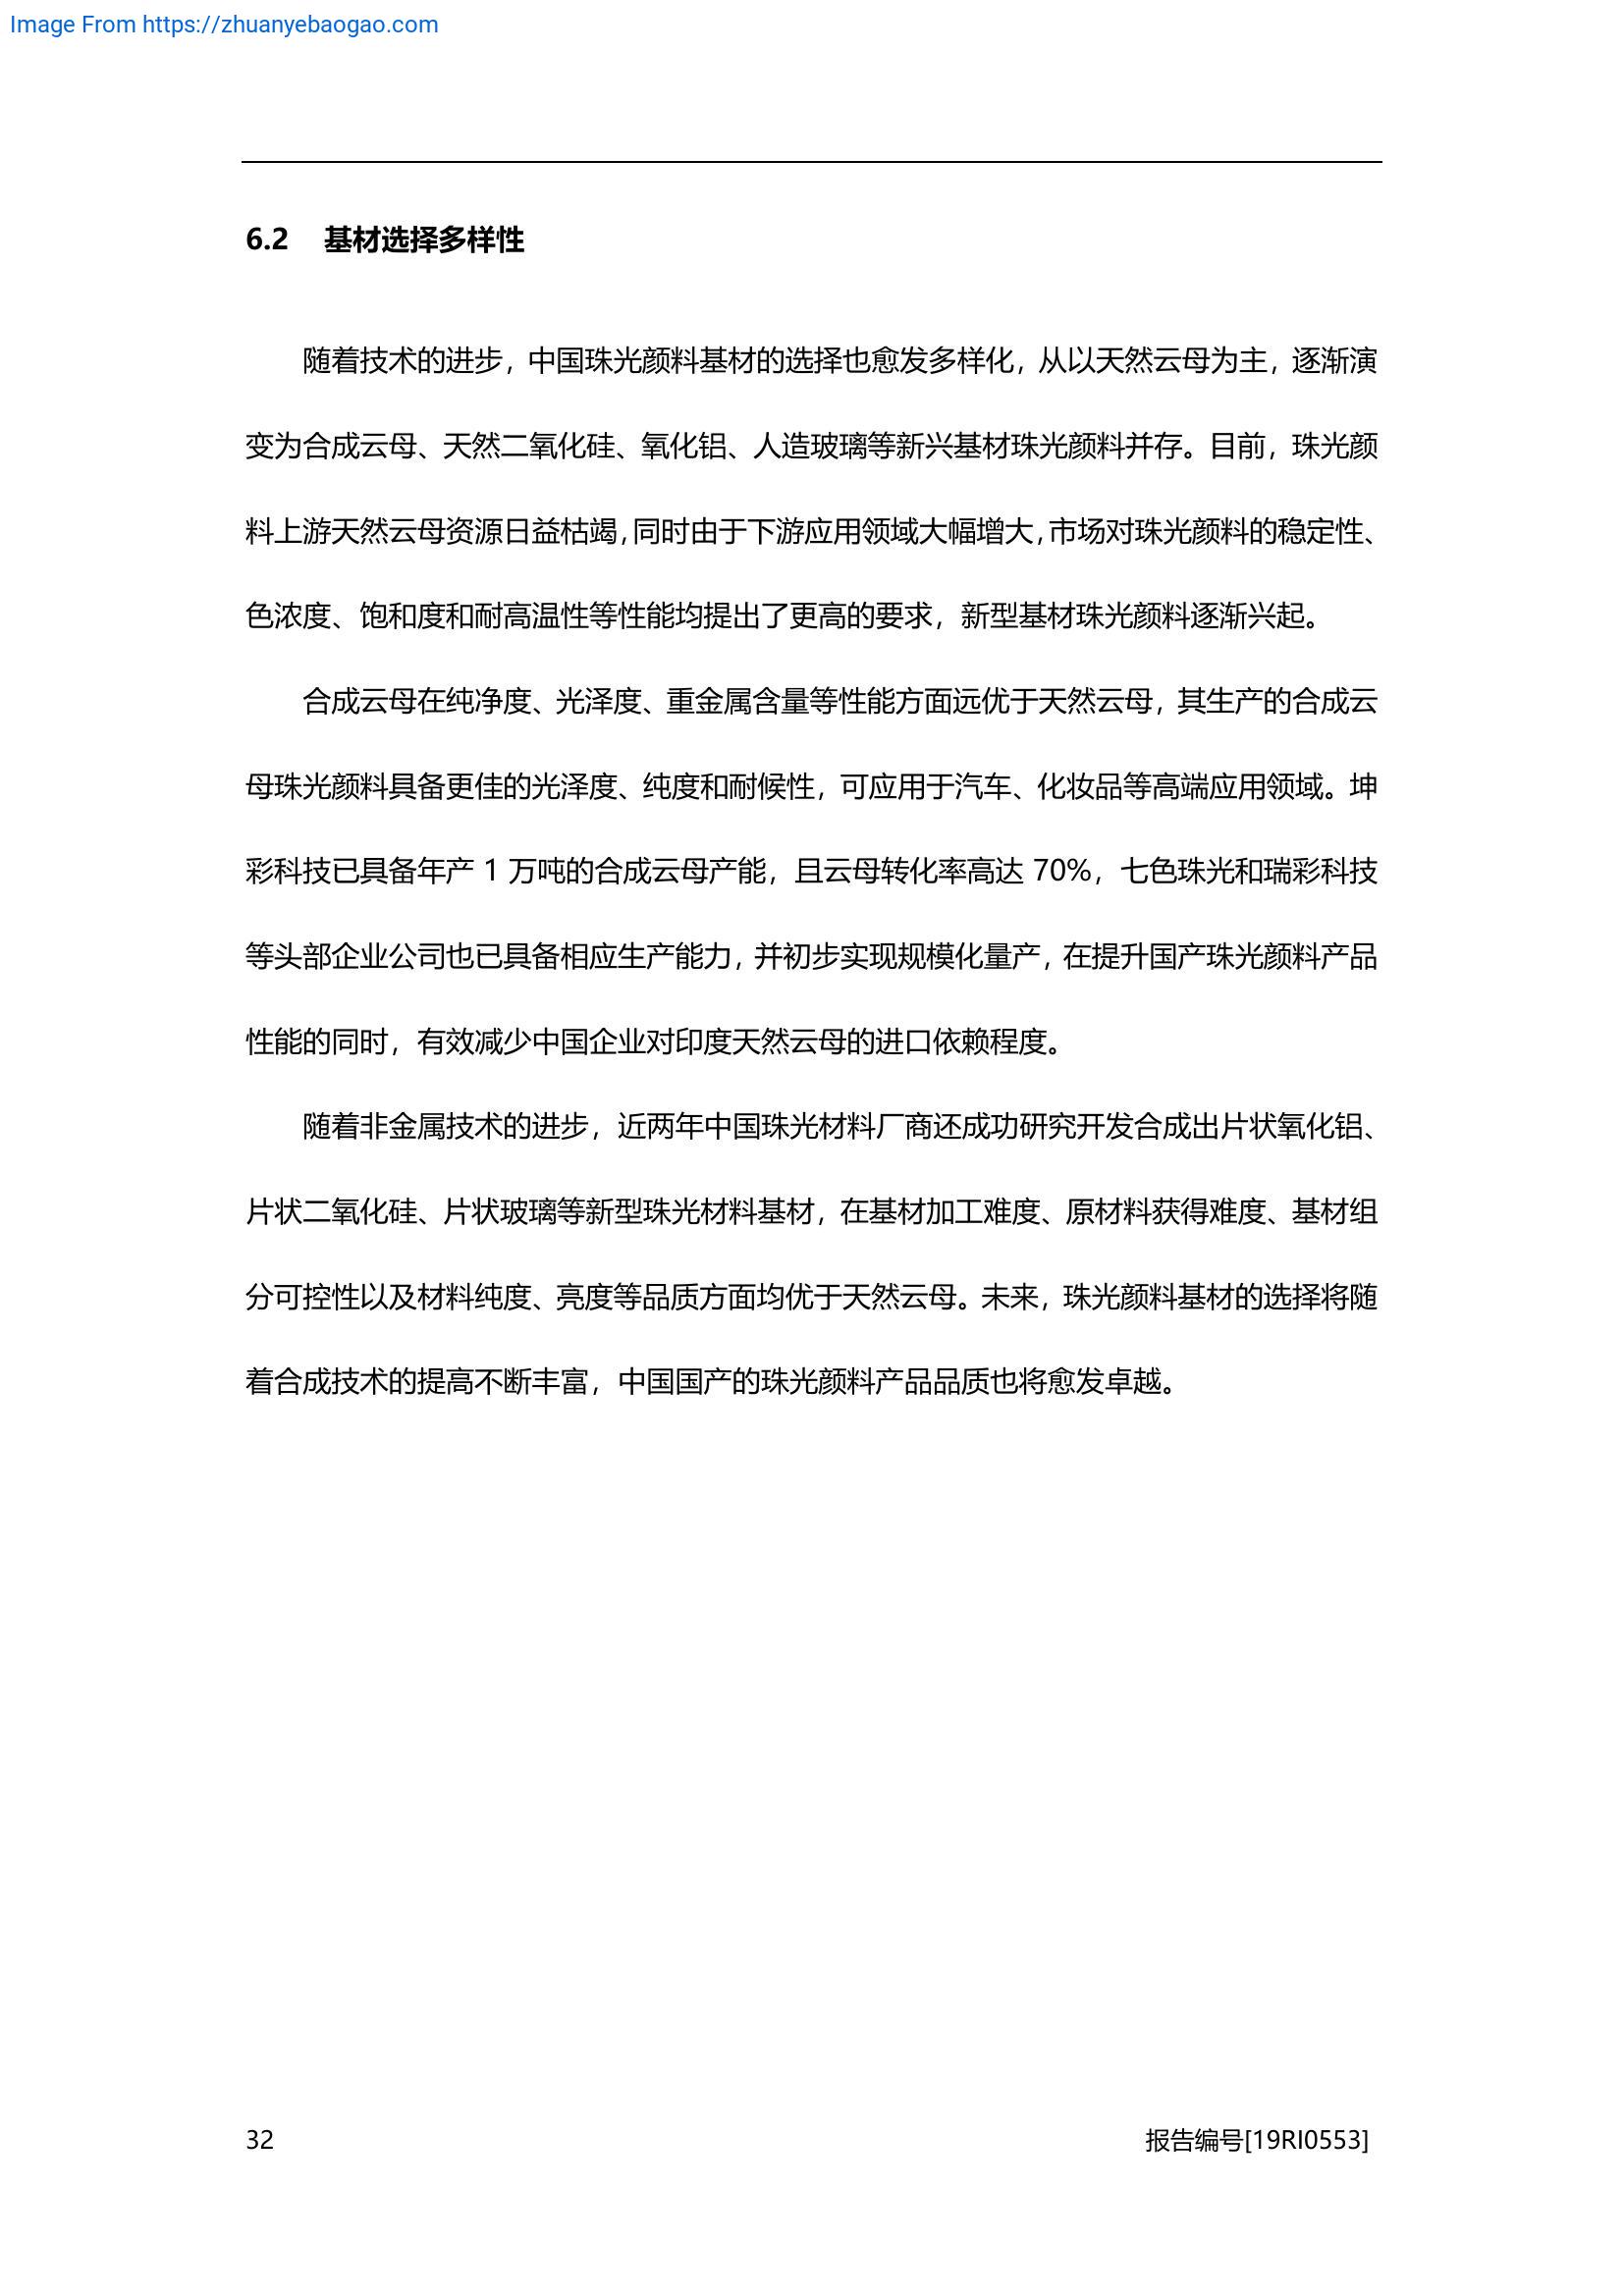 Image From https://zhuanyebaogao.com
6.2 基材选择多样性
随着技术的进步，中国珠光颜料基材的选择也愈发多样化，从以天然云母为主，逐渐演
变为合成云母、天然二氧化硅、氧化铝、人造玻璃等新兴基材珠光颜料并存。目前，珠光颜
料上游天然云母资源日益枯竭，同时由于下游应用领域大幅增大，市场对珠光颜料的稳定性、
色浓度、饱和度和耐高温性等性能均提出了更高的要求，新型基材珠光颜料逐渐兴起。
合成云母在纯净度、光泽度、重金属含量等性能方面远优于天然云母，其生产的合成云
母珠光颜料具备更佳的光泽度、纯度和耐候性，可应用于汽车、化妆品等高端应用领域。坤
彩科技已具备年产 1 万吨的合成云母产能，且云母转化率高达 70%，七色珠光和瑞彩科技
等头部企业公司也已具备相应生产能力，并初步实现规模化量产，在提升国产珠光颜料产品
性能的同时，有效减少中国企业对印度天然云母的进口依赖程度。
随着非金属技术的进步，近两年中国珠光材料厂商还成功研究开发合成出片状氧化铝、
片状二氧化硅、片状玻璃等新型珠光材料基材，在基材加工难度、原材料获得难度、基材组
分可控性以及材料纯度、亮度等品质方面均优于天然云母。未来，珠光颜料基材的选择将随
着合成技术的提高不断丰富，中国国产的珠光颜料产品品质也将愈发卓越。
32 报告编号[19RI0553]